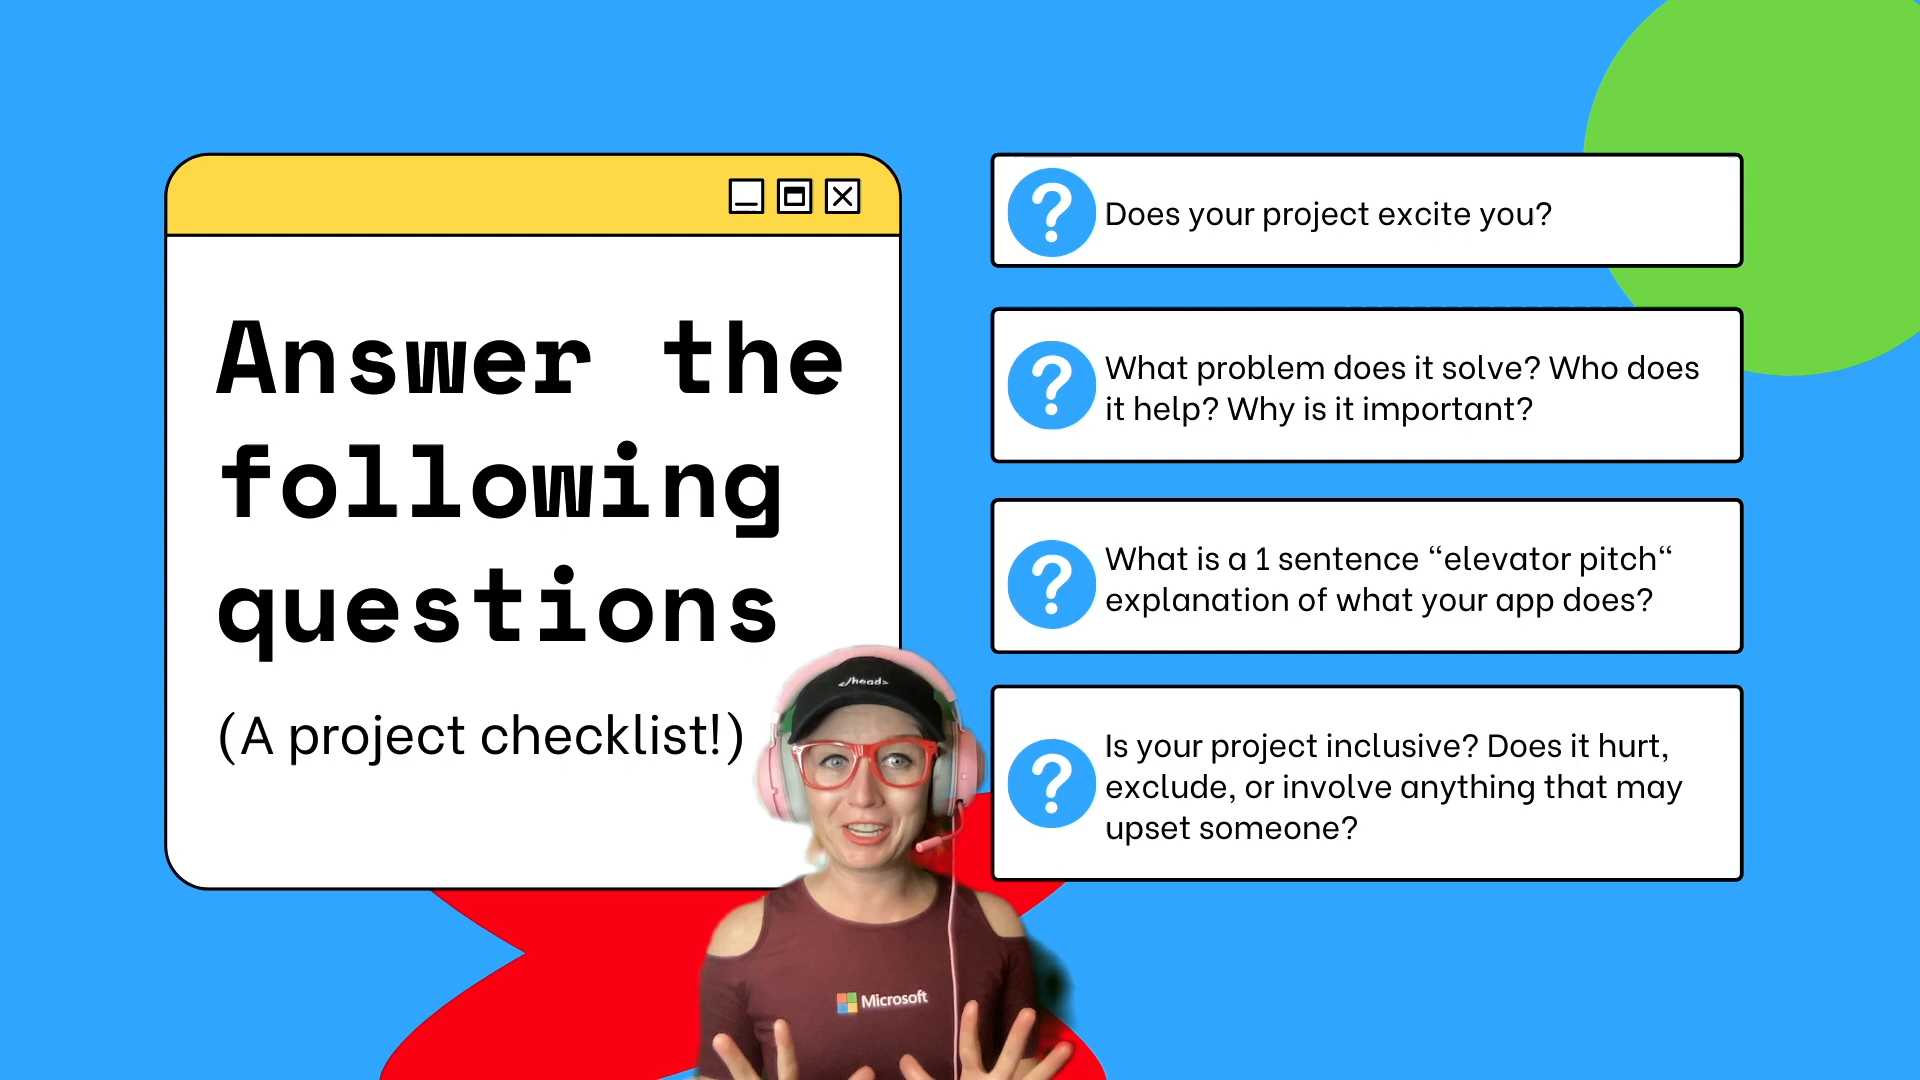 Answer the
following
questions
(A project checklist!)
Does your project excite you?
What problem does it solve? Who does
it help? Why is it important?
What is a 1 sentence “elevator pitch“
explanation of what your app does?
Is your project inclusive? Does it hurt,
exclude, or involve anything that may
upset someone?
</head>
Microsoft